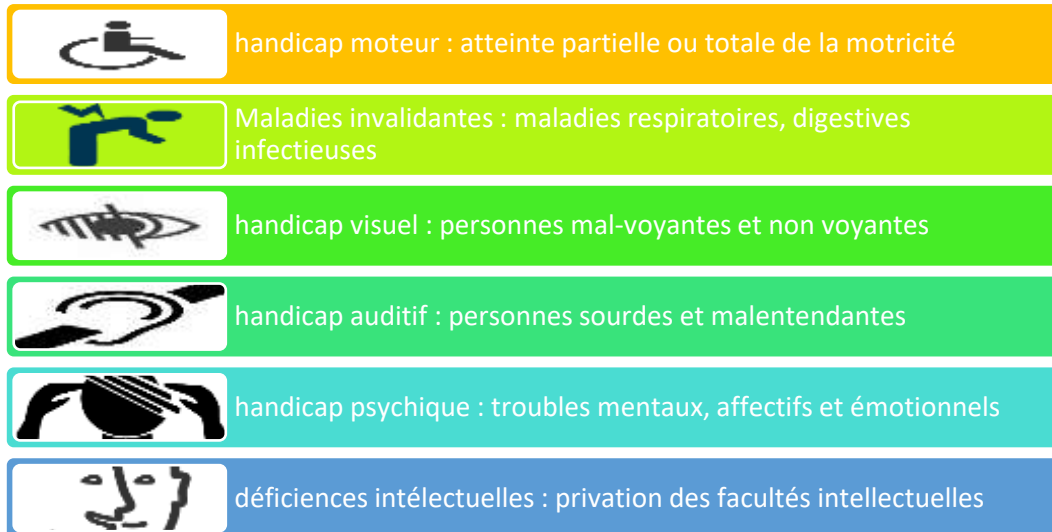 handicap moteur : atteinte partielle ou totale de la motricité
Maladies invalidantes : maladies respiratoires, digestives
infectieuses
handicap visuel : personnes mal-voyantes et non voyantes
handicap auditif : personnes sourdes et malentendantes
handicap psychique : troubles mentaux, affectifs et émotionnels
déficiences intélectuelles : privation des facultés intellectuelles